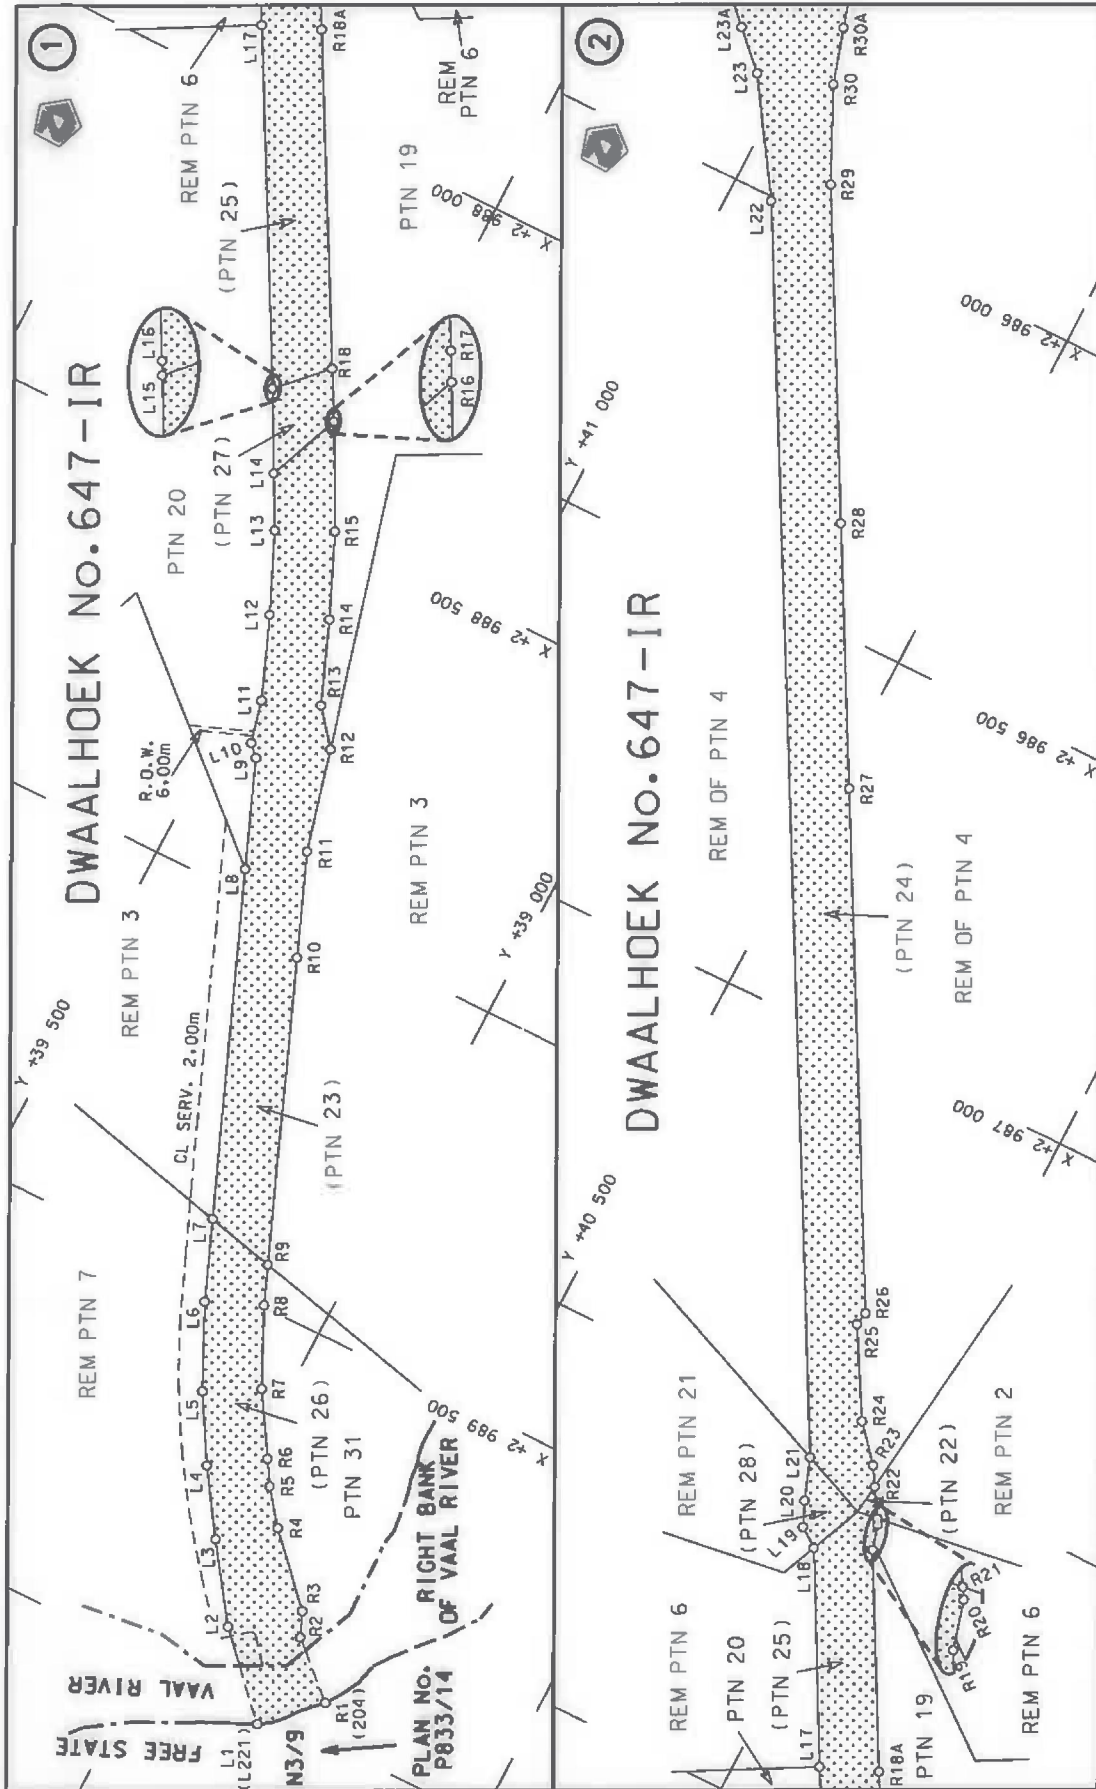 1
DWAALHOEK No.647-IR
REM PTN 7
Y +39 500
CL SERV. 2.00m
REM PTN 3
R.O.W.
6.00m
PTN 20
(PTN 27)
L15
L16
(PTN 25)
REM PTN 6
FREE STATE
VAAL RIVER
L1
(L221)
L2
L3
L4
L5
L6
L7
L8
L9
L10
L11
L12
L13
L14
L17
N3/9
R1
(204)
R2
R3
R4
R5
R6
R7
R8
R9
R10
R11
R12
R13
R14
R15
R18
R18A
R16
R17
PLAN No.
P833/14
RIGHT BANK
OF VAAL RIVER
(PTN 26)
PTN 31
X +2 989 500
(PTN 23)
REM PTN 3
Y +39 000
X +2 988 500
PTN 19
X +2 988 000
REM
PTN 6
2
DWAALHOEK No.647-IR
Y +40 500
Y +41 000
REM PTN 6
PTN 20
(PTN 25)
REM PTN 21
(PTN 28)
REM OF PTN 4
L17
L18
L19
L20
L21
L22
L23
L23A
R18A
R22
R23
R24
R25
R26
R27
R28
R29
R30
R30A
PTN 19
R19
R20
R21
REM PTN 6
(PTN 22)
REM PTN 2
(PTN 24)
REM OF PTN 4
X +2 987 000
X +2 986 500
X +2 986 000